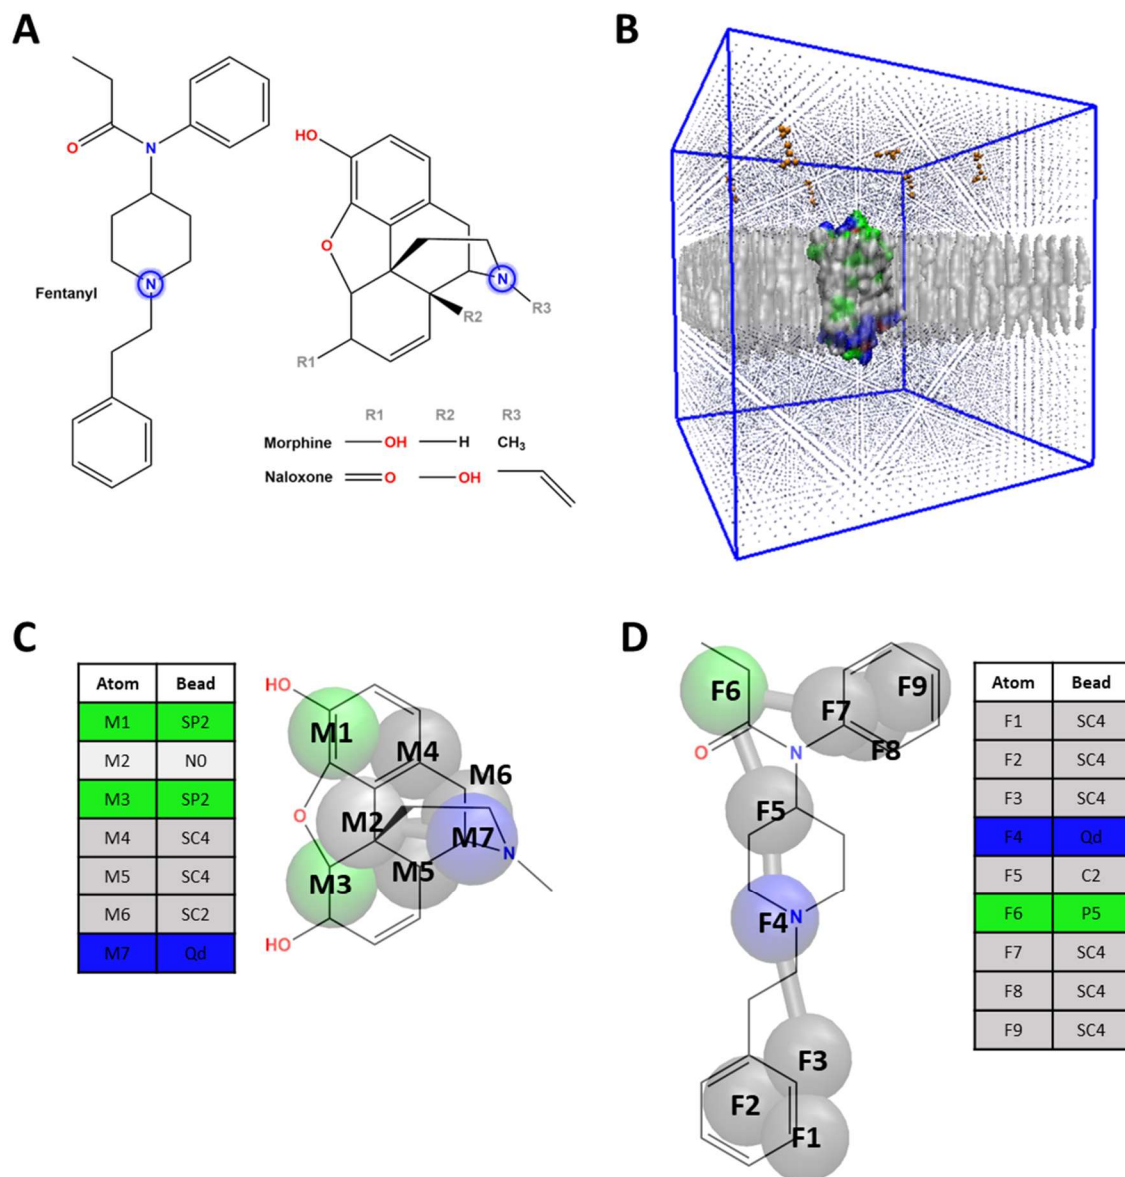 A
O
N
N
Fentanyl
HO
O
N
R2
R3
R1
R1 R2 R3
Morphine OH H CH3
Naloxone O OH
B
C
Atom Bead
M1 SP2
M2 N0
M3 SP2
M4 SC4
M5 SC4
M6 SC2
M7 Qd
HO
M1
M4
M6
O
M2
M7
N
M5
M3
HO
D
F6
F9
F7
O
N
F8
F5
F4
N
F3
F2
F1
Atom Bead
F1 SC4
F2 SC4
F3 SC4
F4 Qd
F5 C2
F6 P5
F7 SC4
F8 SC4
F9 SC4